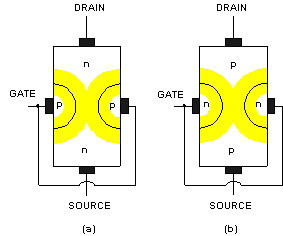 DRAIN DRAIN
n p
GATE p p GATE n n
n p
SOURCE SOURCE
(a) (b)